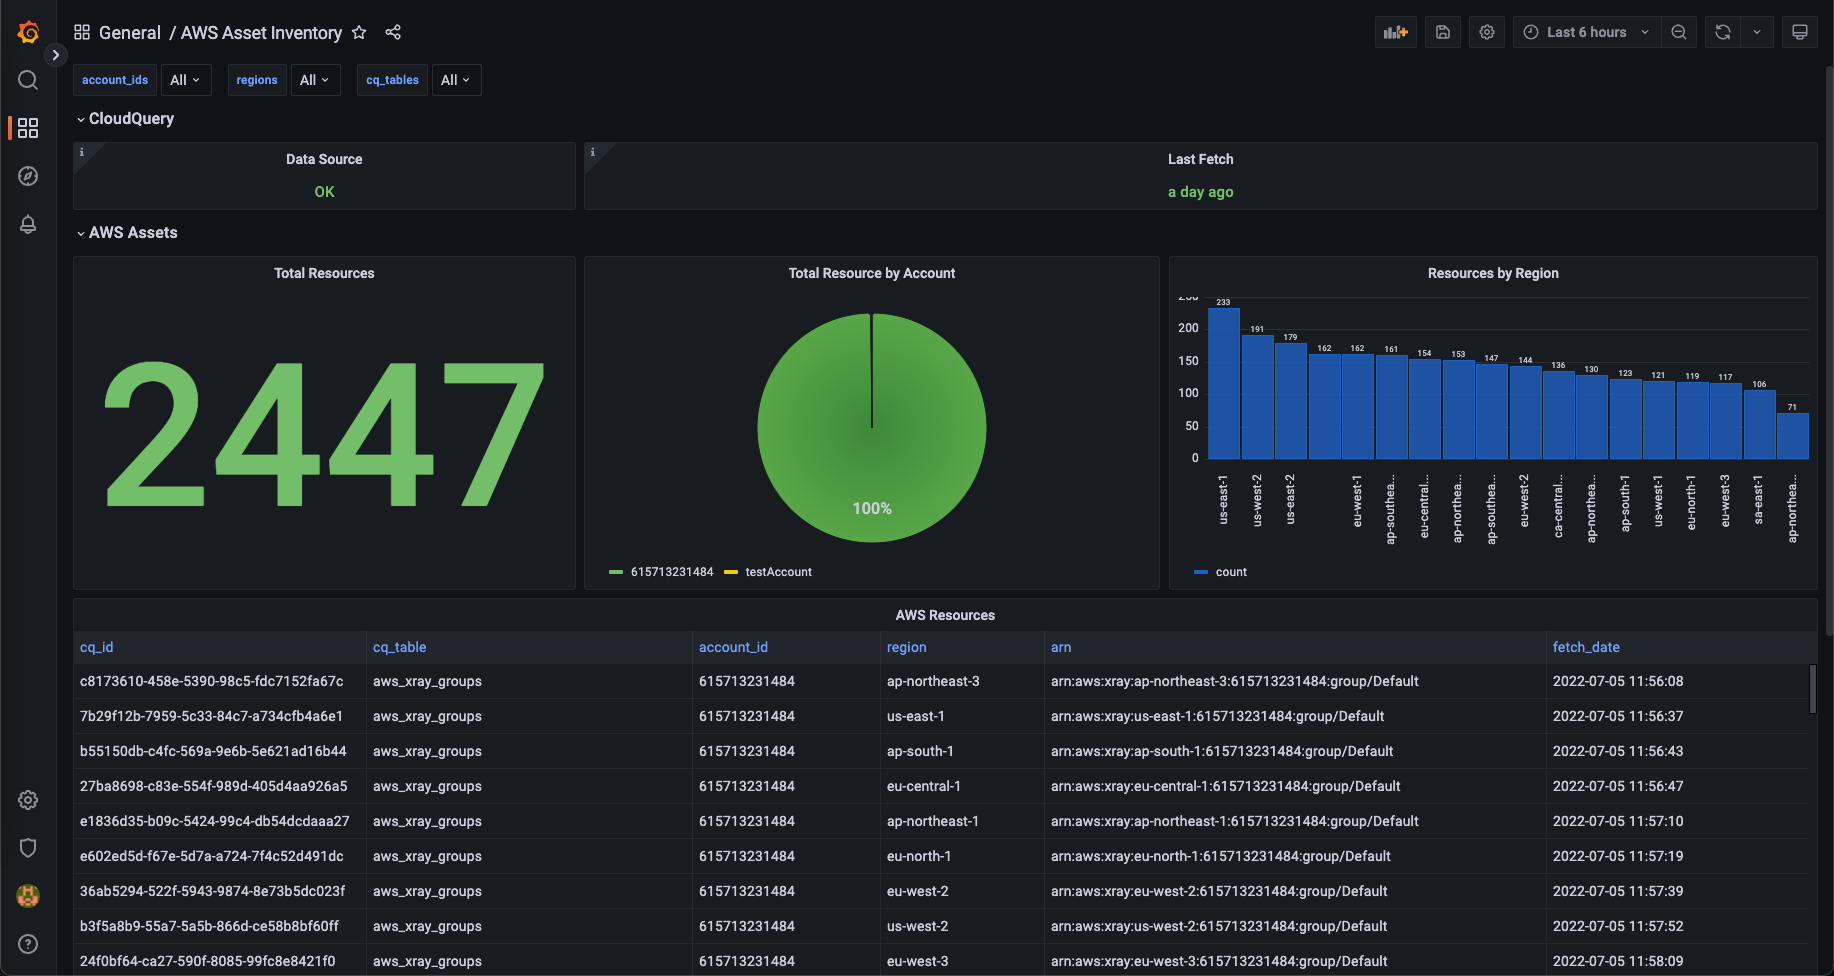 General / AWS Asset Inventory
Last 6 hours
account_ids All regions All cq_tables All
CloudQuery
i
Data Source
OK
i
Last Fetch
a day ago
AWS Assets
Total Resources
2447
Total Resource by Account
100%
615713231484 testAccount
Resources by Region
250
200
150
100
50
0
233 191 179 162 162 161 154 153 147 144 136 130 123 121 119 117 106 71
us-east-1
us-west-2
us-east-2
eu-west-1
ap-southea...
eu-central...
ap-northea...
ap-southea...
eu-west-2
ca-central...
ap-northea...
ap-south-1
us-west-1
eu-north-1
eu-west-3
sa-east-1
ap-northea...
count
AWS Resources
cq_id cq_table account_id region arn fetch_date
c8173610-458e-5390-98c5-fdc7152fa67c aws_xray_groups 615713231484 ap-northeast-3 arn:aws:xray:ap-northeast-3:615713231484:group/Default 2022-07-05 11:56:08
7b29f12b-7959-5c33-84c7-a734cfb4a6e1 aws_xray_groups 615713231484 us-east-1 arn:aws:xray:us-east-1:615713231484:group/Default 2022-07-05 11:56:37
b55150db-c4fc-569a-9e6b-5e621ad16b44 aws_xray_groups 615713231484 ap-south-1 arn:aws:xray:ap-south-1:615713231484:group/Default 2022-07-05 11:56:43
27ba8698-c83e-554f-989d-405d4aa926a5 aws_xray_groups 615713231484 eu-central-1 arn:aws:xray:eu-central-1:615713231484:group/Default 2022-07-05 11:56:47
e1836d35-b09c-5424-99c4-db54dcdaaa27 aws_xray_groups 615713231484 ap-northeast-1 arn:aws:xray:ap-northeast-1:615713231484:group/Default 2022-07-05 11:57:10
e602ed5d-f67e-5d7a-a724-7f4c52d491dc aws_xray_groups 615713231484 eu-north-1 arn:aws:xray:eu-north-1:615713231484:group/Default 2022-07-05 11:57:19
36ab5294-522f-5943-9874-8e73b5dc023f aws_xray_groups 615713231484 eu-west-2 arn:aws:xray:eu-west-2:615713231484:group/Default 2022-07-05 11:57:39
b3f5a8b9-55a7-5a5b-866d-ce58b8bf60ff aws_xray_groups 615713231484 us-west-2 arn:aws:xray:us-west-2:615713231484:group/Default 2022-07-05 11:57:52
24f0bf64-ca27-590f-8085-99fc8e8421f0 aws_xray_groups 615713231484 eu-west-3 arn:aws:xray:eu-west-3:615713231484:group/Default 2022-07-05 11:58:09